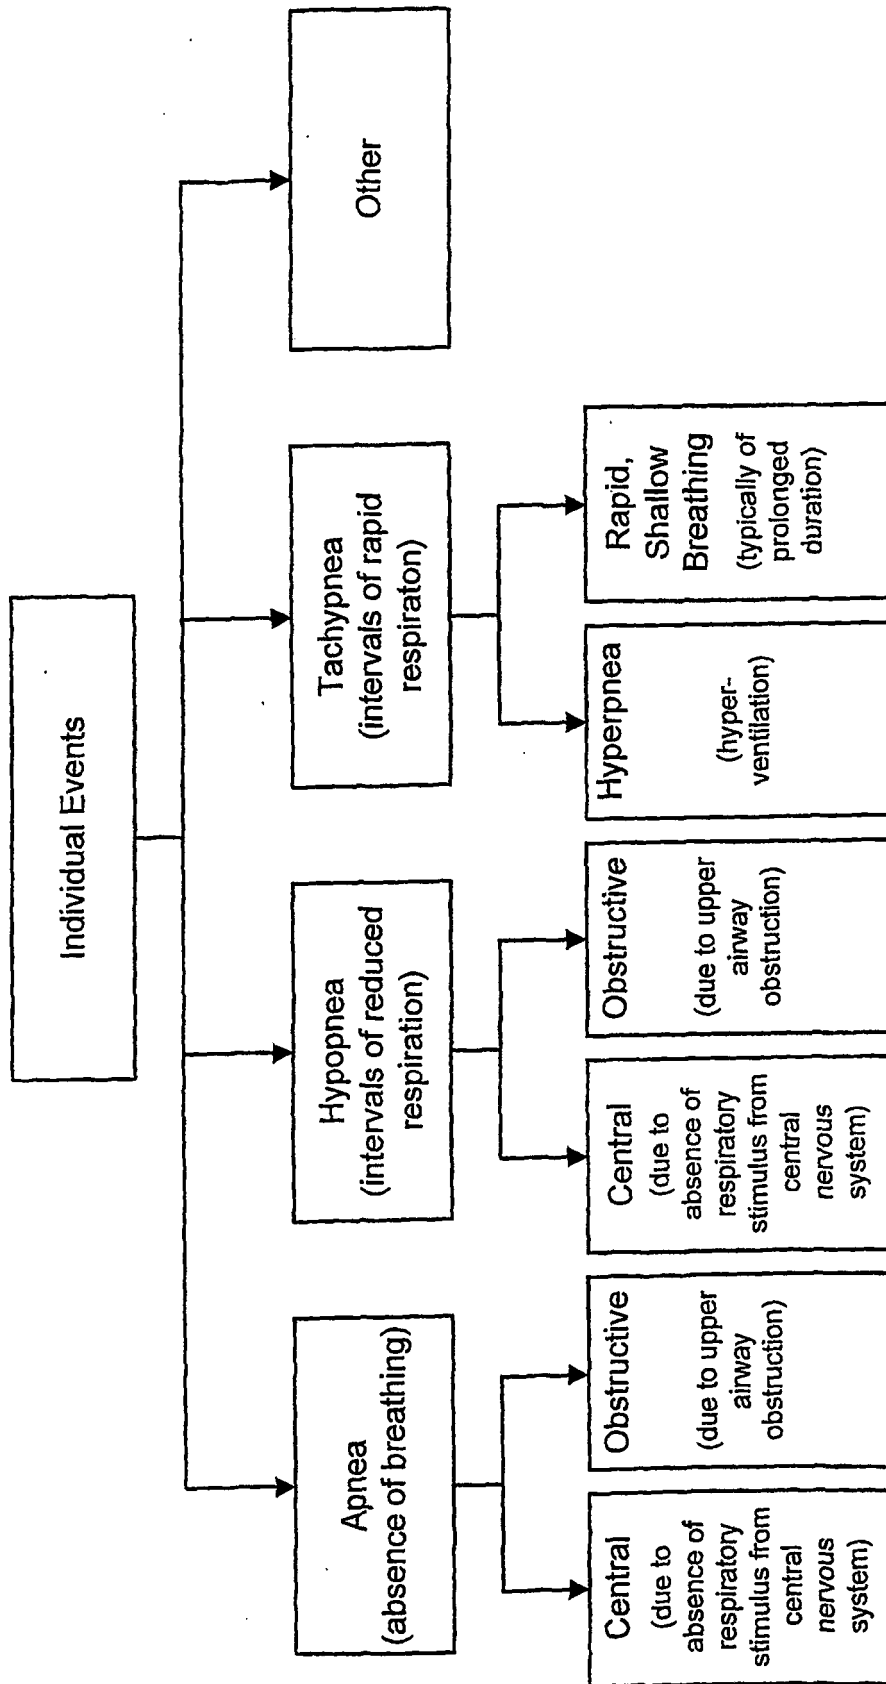 Individual Events
Apnea
(absence of breathing)
Hypopnea
(intervals of reduced
respiration)
Tachypnea
(intervals of rapid
respiraton)
Other
Central
(due to
absence of
respiratory
stimulus from
central
nervous
system)
Obstructive
(due to upper
airway
obstruction)
Central
(due to
absence of
respiratory
stimulus from
central
nervous
system)
Obstructive
(due to upper
airway
obstruction)
Hyperpnea
(hyper-
ventilation)
Rapid,
Shallow
Breathing
(typically of
prolonged
duration)